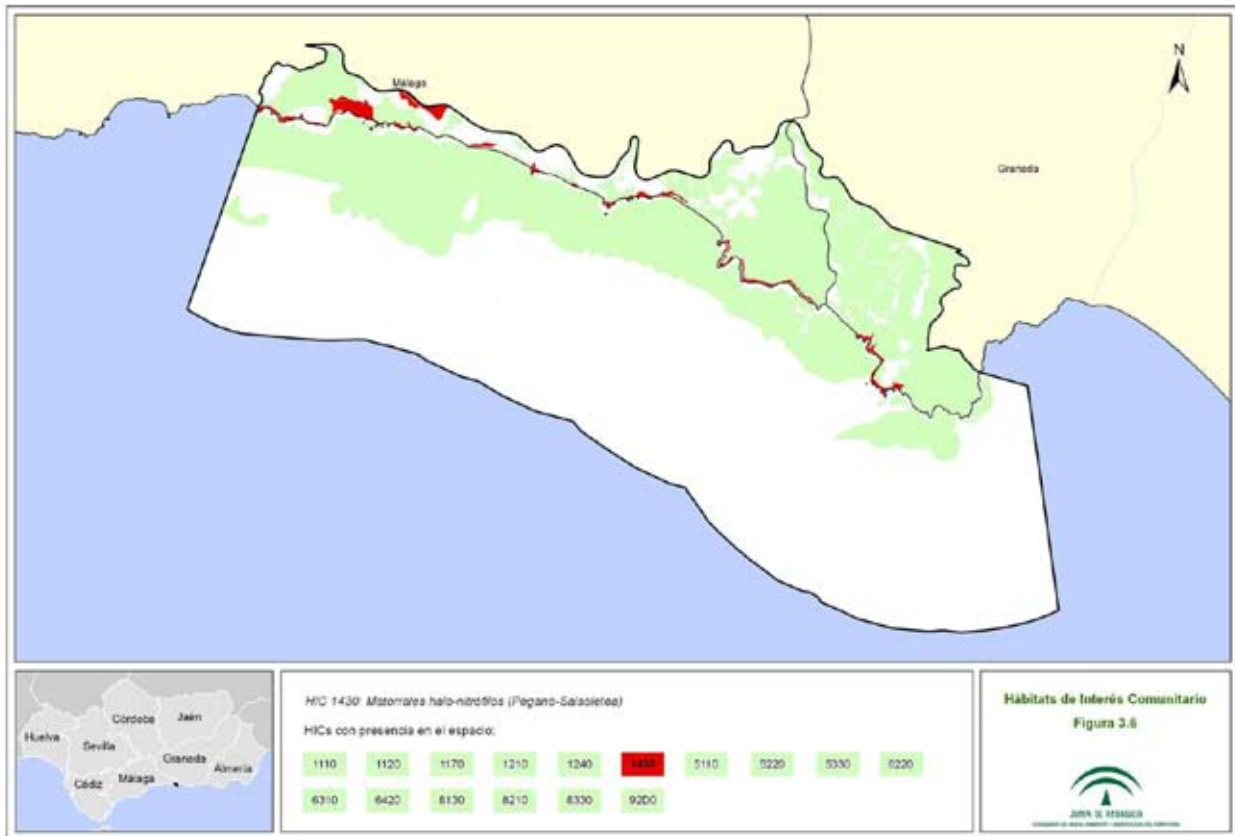 Málaga
N
Granada
Huelva
Sevilla
Córdoba
Jaén
Cádiz
Málaga
Granada
Almería
HIC 1430: Matorrales halo-nitrófilos (Pegano-Salsoletea)
HICs con presencia en el espacio:
1110 1120 1170 1210 1240 1430 5110 5220 5330 6220
6310 6420 8130 8210 8330 92D0
Hábitats de Interés Comunitario
Figura 3.6
JUNTA DE ANDALUCIA